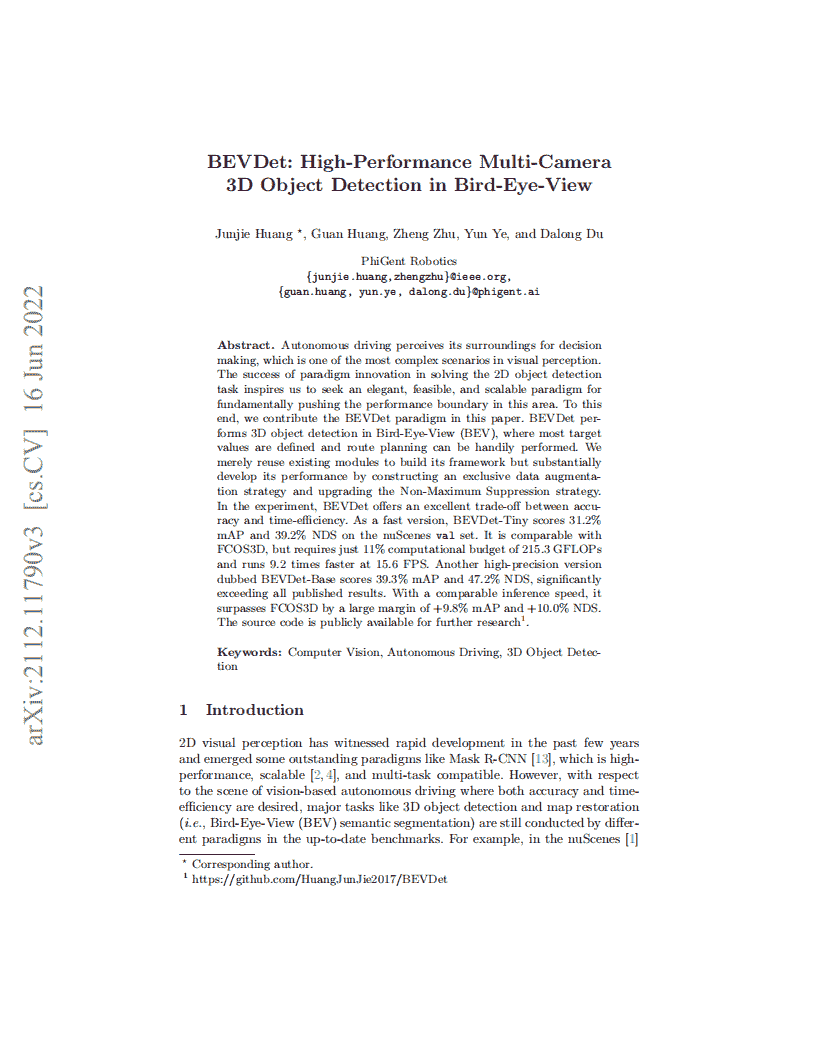 BEVDet: High-Performance Multi-Camera
3D Object Detection in Bird-Eye-View
Junjie Huang ⋆, Guan Huang, Zheng Zhu, Yun Ye, and Dalong Du
PhiGent Robotics
{junjie.huang,zhengzhu}@ieee.org,
{guan.huang, yun.ye, dalong.du}@phigent.ai
Abstract. Autonomous driving perceives its surroundings for decision
making, which is one of the most complex scenarios in visual perception.
The success of paradigm innovation in solving the 2D object detection
task inspires us to seek an elegant, feasible, and scalable paradigm for
fundamentally pushing the performance boundary in this area. To this
end, we contribute the BEVDet paradigm in this paper. BEVDet per-
forms 3D object detection in Bird-Eye-View (BEV), where most target
values are defined and route planning can be handily performed. We
merely reuse existing modules to build its framework but substantially
develop its performance by constructing an exclusive data augmenta-
tion strategy and upgrading the Non-Maximum Suppression strategy.
In the experiment, BEVDet offers an excellent trade-off between accu-
racy and time-efficiency. As a fast version, BEVDet-Tiny scores 31.2%
mAP and 39.2% NDS on the nuScenes val set. It is comparable with
FCOS3D, but requires just 11% computational budget of 215.3 GFLOPs
and runs 9.2 times faster at 15.6 FPS. Another high-precision version
dubbed BEVDet-Base scores 39.3% mAP and 47.2% NDS, significantly
exceeding all published results. With a comparable inference speed, it
surpasses FCOS3D by a large margin of +9.8% mAP and +10.0% NDS.
The source code is publicly available for further research1.
Keywords: Computer Vision, Autonomous Driving, 3D Object Detec-
tion
1 Introduction
2D visual perception has witnessed rapid development in the past few years
and emerged some outstanding paradigms like Mask R-CNN [13], which is high-
performance, scalable [2,4], and multi-task compatible. However, with respect
to the scene of vision-based autonomous driving where both accuracy and time-
efficiency are desired, major tasks like 3D object detection and map restoration
(i.e., Bird-Eye-View (BEV) semantic segmentation) are still conducted by differ-
ent paradigms in the up-to-date benchmarks. For example, in the nuScenes [1]
⋆ Corresponding author.
1 https://github.com/HuangJunJie2017/BEVDet
arXiv:2112.11790v3 [cs.CV] 16 Jun 2022